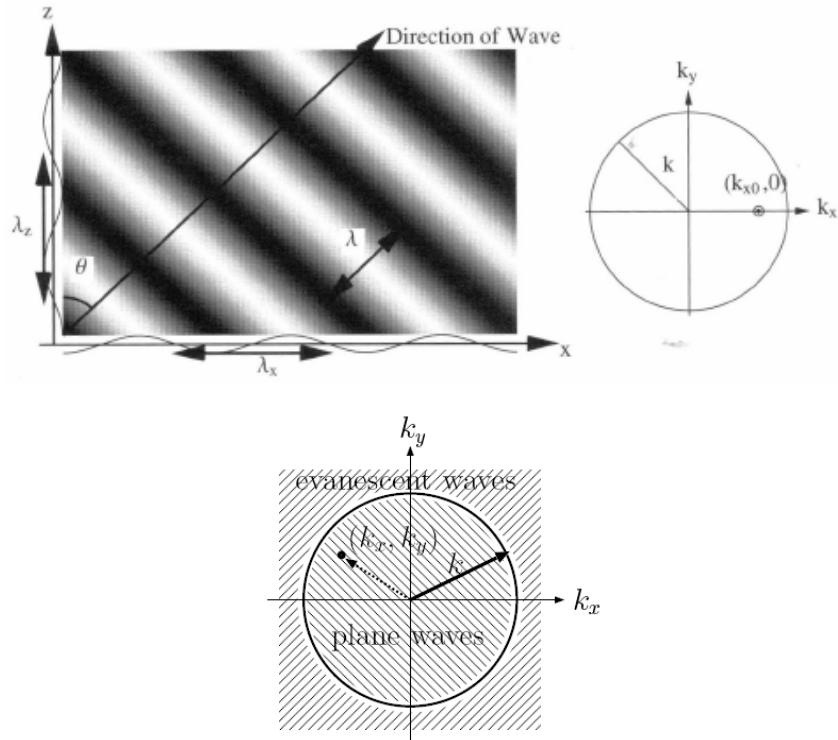 z
Direction of Wave
λz
θ
λ
x
λx
ky
k
(kx0,0)
kx
ky
evanescent waves
(kx, ky)
k
kx
plane waves